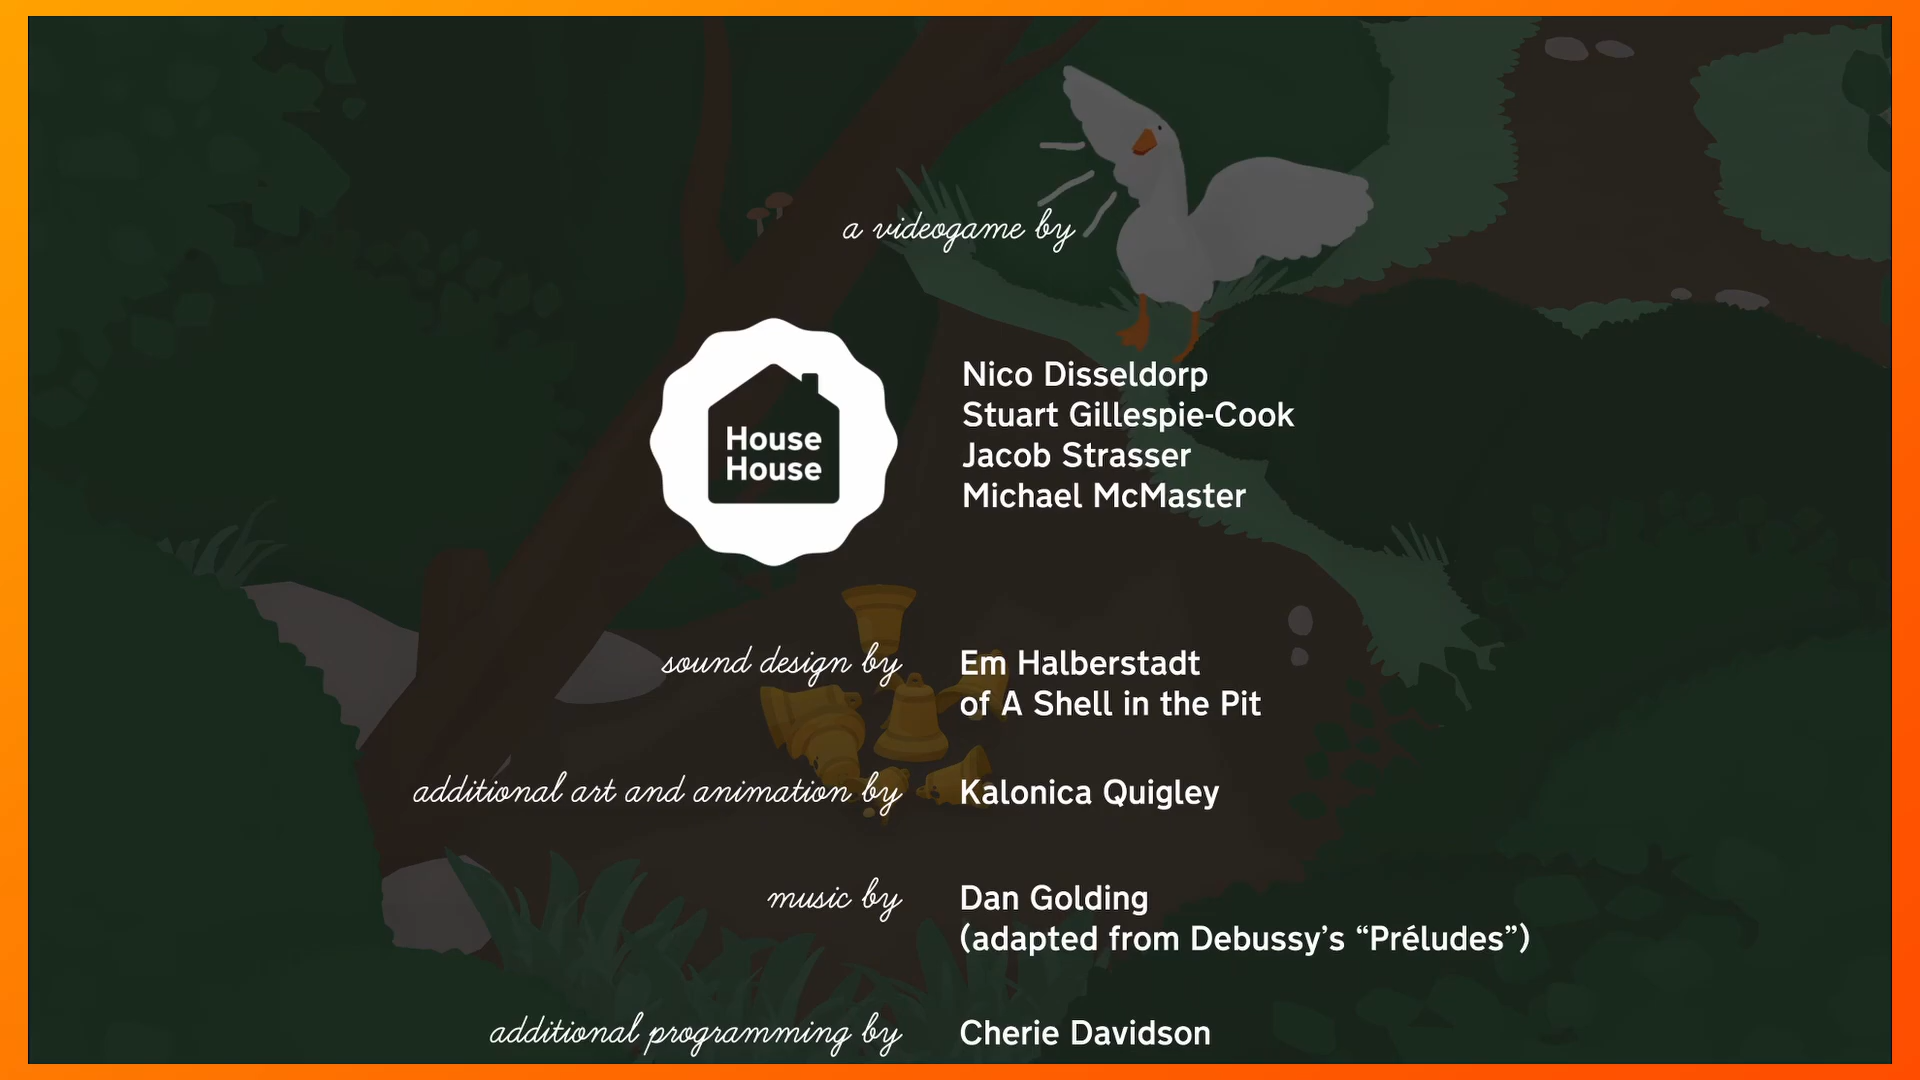 a videogame by
House
House
Nico Disseldorp
Stuart Gillespie-Cook
Jacob Strasser
Michael McMaster
sound design by
Em Halberstadt
of A Shell in the Pit
additional art and animation by
Kalonica Quigley
music by
Dan Golding
(adapted from Debussy’s “Préludes”)
additional programming by
Cherie Davidson